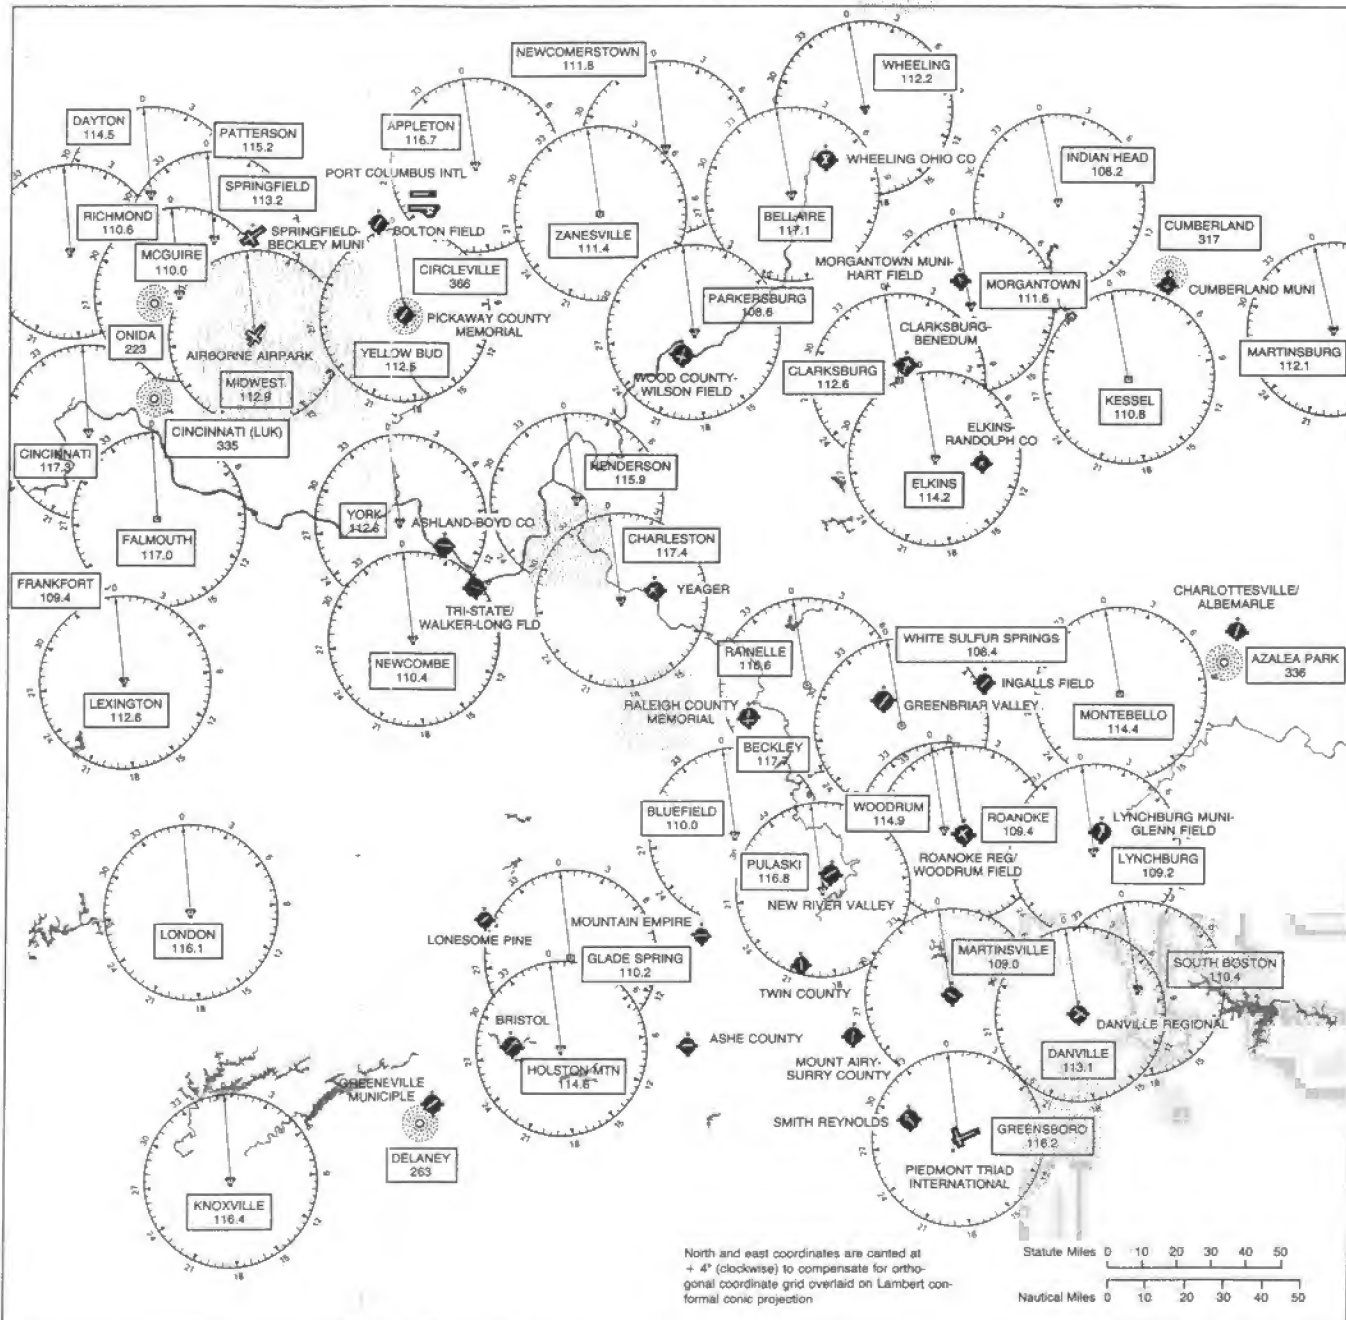 NEWCOMERSTOWN
111.8
WHEELING
112.2
DAYTON
114.5
PATTERSON
115.2
APPLETON
116.7
WHEELING OHIO CO
INDIAN HEAD
108.2
PORT COLUMBUS INTL
SPRINGFIELD
113.2
RICHMOND
110.6
SPRINGFIELD-
BECKLEY MUNI
BOLTON FIELD
ZANESVILLE
111.4
BELLAIRE
117.1
CUMBERLAND
317
MCGUIRE
110.0
CIRCLEVILLE
366
MORGANTOWN MUNI-
HART FIELD
MORGANTOWN
111.6
CUMBERLAND MUNI
PARKERSBURG
108.6
PICKAWAY COUNTY
MEMORIAL
ONIDA
223
AIRBORNE AIRPARK
YELLOW BUD
112.5
CLARKSBURG-
BENEDUM
MARTINSBURG
112.1
WOOD COUNTY-
WILSON FIELD
CLARKSBURG
112.6
MIDWEST
112.9
KESSEL
110.8
CINCINNATI (LUK)
335
ELKINS-
RANDOLPH CO
CINCINNATI
117.3
HENDERSON
115.9
ELKINS
114.2
YORK
112.8
ASHLAND-BOYD CO
FALMOUTH
117.0
CHARLESTON
117.4
FRANKFORT
109.4
YEAGER
TRI-STATE/
WALKER-LONG FLD
CHARLOTTESVILLE/
ALBEMARLE
NEWCOMBE
110.4
RAINELLE
116.6
WHITE SULFUR SPRINGS
108.4
AZALEA PARK
336
INGALLS FIELD
LEXINGTON
112.6
RALEIGH COUNTY
MEMORIAL
GREENBRIAR VALLEY
MONTEBELLO
114.4
BECKLEY
117.7
BLUEFIELD
110.0
WOODRUM
114.9
ROANOKE
109.4
LYNCHBURG MUNI-
GLENN FIELD
ROANOKE REG/
WOODRUM FIELD
LYNCHBURG
109.2
PULASKI
116.8
NEW RIVER VALLEY
LONDON
116.1
LONESOME PINE
MOUNTAIN EMPIRE
GLADE SPRING
110.2
MARTINSVILLE
109.0
SOUTH BOSTON
110.4
TWIN COUNTY
BRISTOL
ASHE COUNTY
DANVILLE REGIONAL
HOLSTON MTN
114.6
MOUNT AIRY-
SURRY COUNTY
DANVILLE
113.1
GREENEVILLE
MUNICIPLE
SMITH REYNOLDS
GREENSBORO
116.2
DELANEY
263
PIEDMONT TRIAD
INTERNATIONAL
KNOXVILLE
116.4
North and east coordinates are canted at
+ 4° (clockwise) to compensate for ortho-
gonal coordinate grid overlaid on Lambert con-
formal conic projection
Statute Miles 0 10 20 30 40 50
Nautical Miles 0 10 20 30 40 50